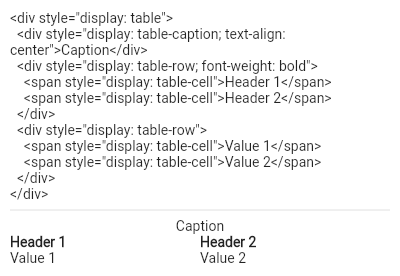 <div style="display: table">
<div style="display: table-caption; text-align:
center">Caption</div>
<div style="display: table-row; font-weight: bold">
<span style="display: table-cell">Header 1</span>
<span style="display: table-cell">Header 2</span>
</div>
<div style="display: table-row">
<span style="display: table-cell">Value 1</span>
<span style="display: table-cell">Value 2</span>
</div>
</div>
Caption
Header 1 Header 2
Value 1 Value 2